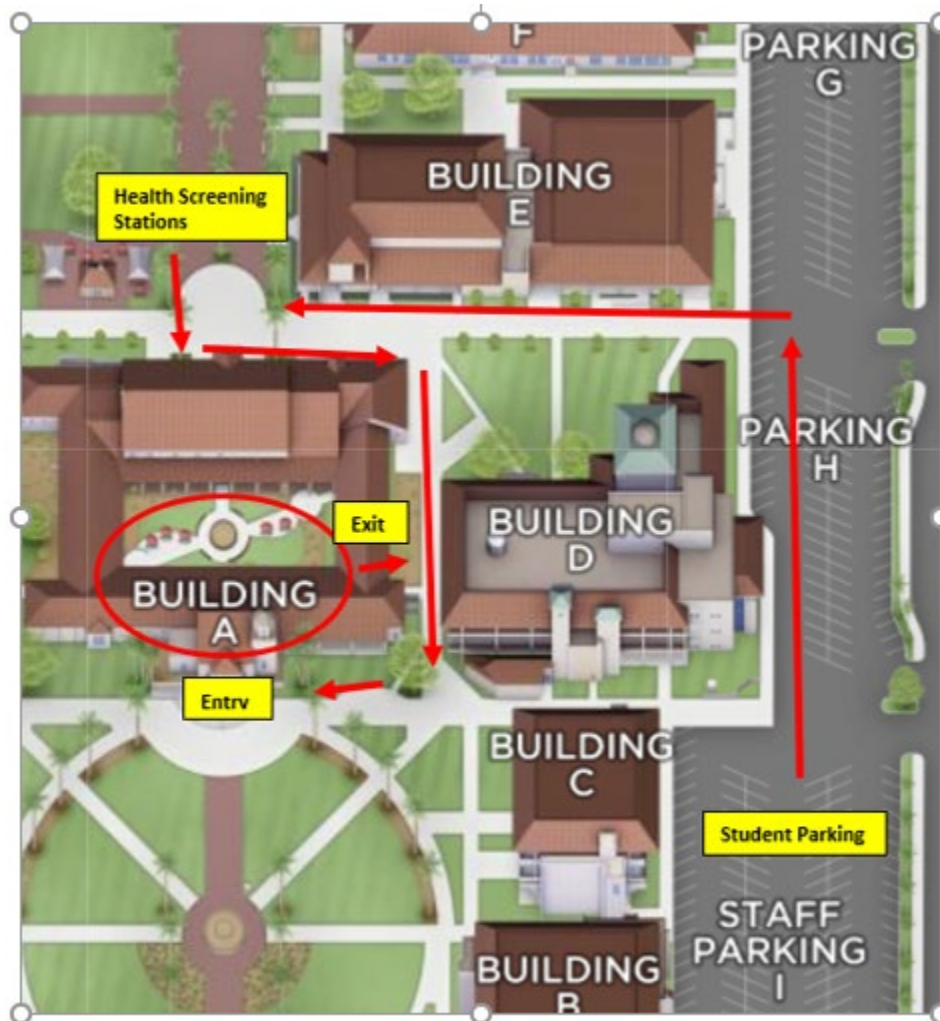 F
PARKING
G
BUILDING
E
Health Screening
Stations
PARKING
H
Exit
BUILDING
D
BUILDING
A
Entry
BUILDING
C
Student Parking
STAFF
PARKING
I
BUILDING
B